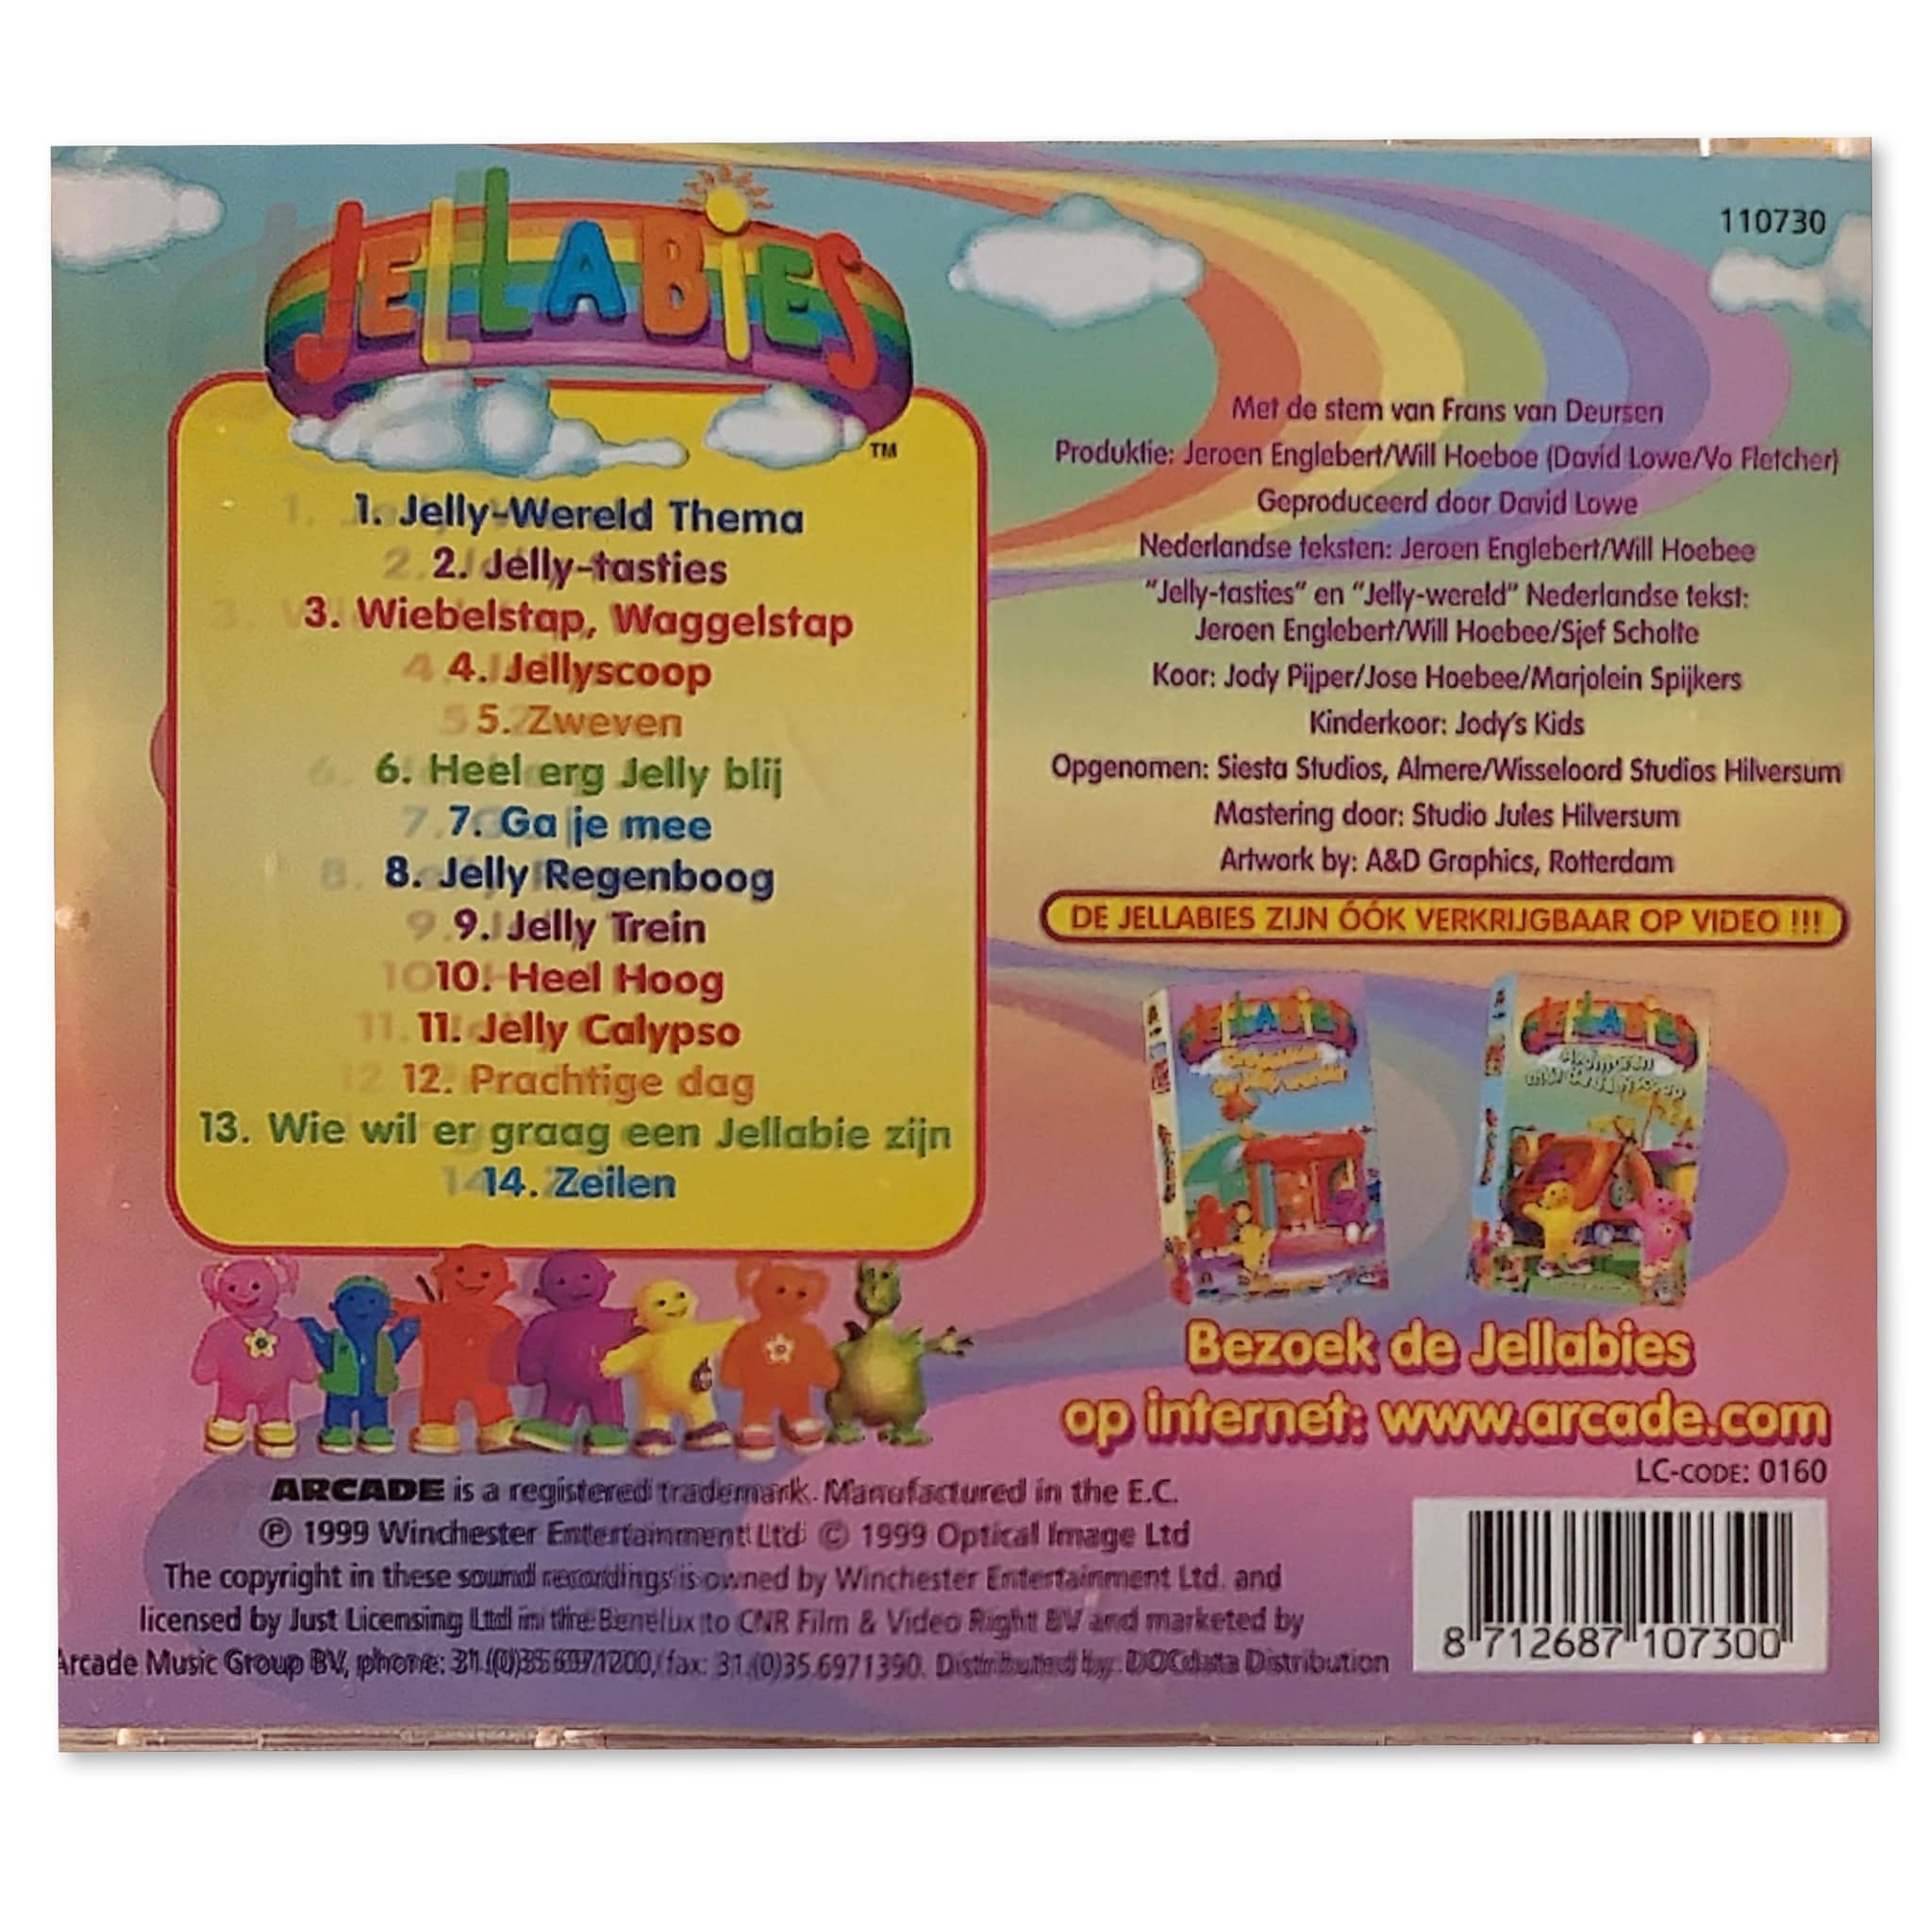 JELLABIES
TM
110730
1. Jelly-Wereld Thema
2. Jelly-tasties
3. Wiebelstap, Waggelstap
4. Jellyscoop
5. Zweven
6. Heel erg Jelly blij
7. Ga je mee
8. Jelly Regenboog
9. Jelly Trein
10. Heel Hoog
11. Jelly Calypso
12. Prachtige dag
13. Wie wil er graag een Jellabie zijn
14. Zeilen
Met de stem van Frans van Deursen
Produktie: Jeroen Englebert/Will Hoeboe (David Lowe/Vo Fletcher)
Geproduceerd door David Lowe
Nederlandse teksten: Jeroen Englebert/Will Hoebee
"Jelly-tasties" en "Jelly-wereld" Nederlandse tekst:
Jeroen Englebert/Will Hoebee/Sjef Scholte
Koor: Jody Pijper/Jose Hoebee/Marjolein Spijkers
Kinderkoor: Jody's Kids
Opgenomen: Siesta Studios, Almere/Wisseloord Studios Hilversum
Mastering door: Studio Jules Hilversum
Artwork by: A&D Graphics, Rotterdam
DE JELLABIES ZIJN ÓÓK VERKRIJGBAAR OP VIDEO !!!
JELLABIES
JELLABIES
Bezoek de Jellabies
op internet: www.arcade.com
LC-CODE: 0160
ARCADE is a registered trademark. Manufactured in the E.C.
℗ 1999 Winchester Entertainment Ltd © 1999 Optical Image Ltd
The copyright in these sound recordings is owned by Winchester Entertainment Ltd. and
licensed by Just Licensing Ltd in the Benelux to CNR Film & Video Right BV and marketed by
Arcade Music Group BV, phone: 31.(0)35 6971200/fax: 31.(0)35.6971390. Distributed by: DOCdata Distribution
8 712687 107300